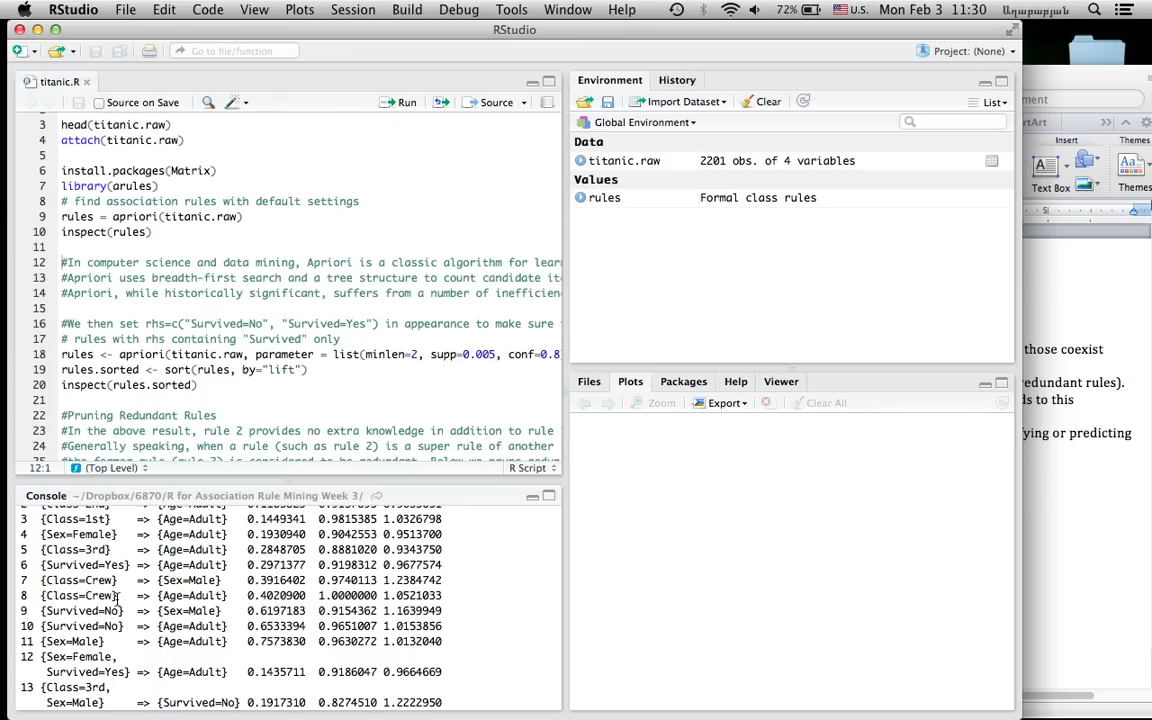 RStudio File Edit Code View Plots Session Build Debug Tools Window Help 72% U.S. Mon Feb 3 11:30 Աղաբաբյան
RStudio
Go to file/function Project: (None)
titanic.R
Source on Save Run Source
3 head(titanic.raw)
4 attach(titanic.raw)
5
6 install.packages(Matrix)
7 library(arules)
8 # find association rules with default settings
9 rules = apriori(titanic.raw)
10 inspect(rules)
11
12 #In computer science and data mining, Apriori is a classic algorithm for lear
13 #Apriori uses breadth-first search and a tree structure to count candidate it
14 #Apriori, while historically significant, suffers from a number of inefficien
15
16 #We then set rhs=c("Survived=No", "Survived=Yes") in appearance to make sure
17 # rules with rhs containing "Survived" only
18 rules <- apriori(titanic.raw, parameter = list(minlen=2, supp=0.005, conf=0.8
19 rules.sorted <- sort(rules, by="lift")
20 inspect(rules.sorted)
21
22 #Pruning Redundant Rules
23 #In the above result, rule 2 provides no extra knowledge in addition to rule
24 #Generally speaking, when a rule (such as rule 2) is a super rule of another
12:1 (Top Level) R Script
Console ~/Dropbox/6870/R for Association Rule Mining Week 3/
3 {Class=1st} => {Age=Adult} 0.1449341 0.9815385 1.0326798
4 {Sex=Female} => {Age=Adult} 0.1930940 0.9042553 0.9513700
5 {Class=3rd} => {Age=Adult} 0.2848705 0.8881020 0.9343750
6 {Survived=Yes} => {Age=Adult} 0.2971377 0.9198312 0.9677574
7 {Class=Crew} => {Sex=Male} 0.3916402 0.9740113 1.2384742
8 {Class=Crew} => {Age=Adult} 0.4020900 1.0000000 1.0521033
9 {Survived=No} => {Sex=Male} 0.6197183 0.9154362 1.1639949
10 {Survived=No} => {Age=Adult} 0.6533394 0.9651007 1.0153856
11 {Sex=Male} => {Age=Adult} 0.7573830 0.9630272 1.0132040
12 {Sex=Female,
Survived=Yes} => {Age=Adult} 0.1435711 0.9186047 0.9664669
13 {Class=3rd,
Sex=Male} => {Survived=No} 0.1917310 0.8274510 1.2222950
Environment History
Import Dataset Clear List
Global Environment
Data
titanic.raw 2201 obs. of 4 variables
Values
rules Formal class rules
Files Plots Packages Help Viewer
Zoom Export Clear All
ment
rtArt
Insert Themes
Text Box Themes
those coexist
redundant rules).
ds to this
fying or predicting